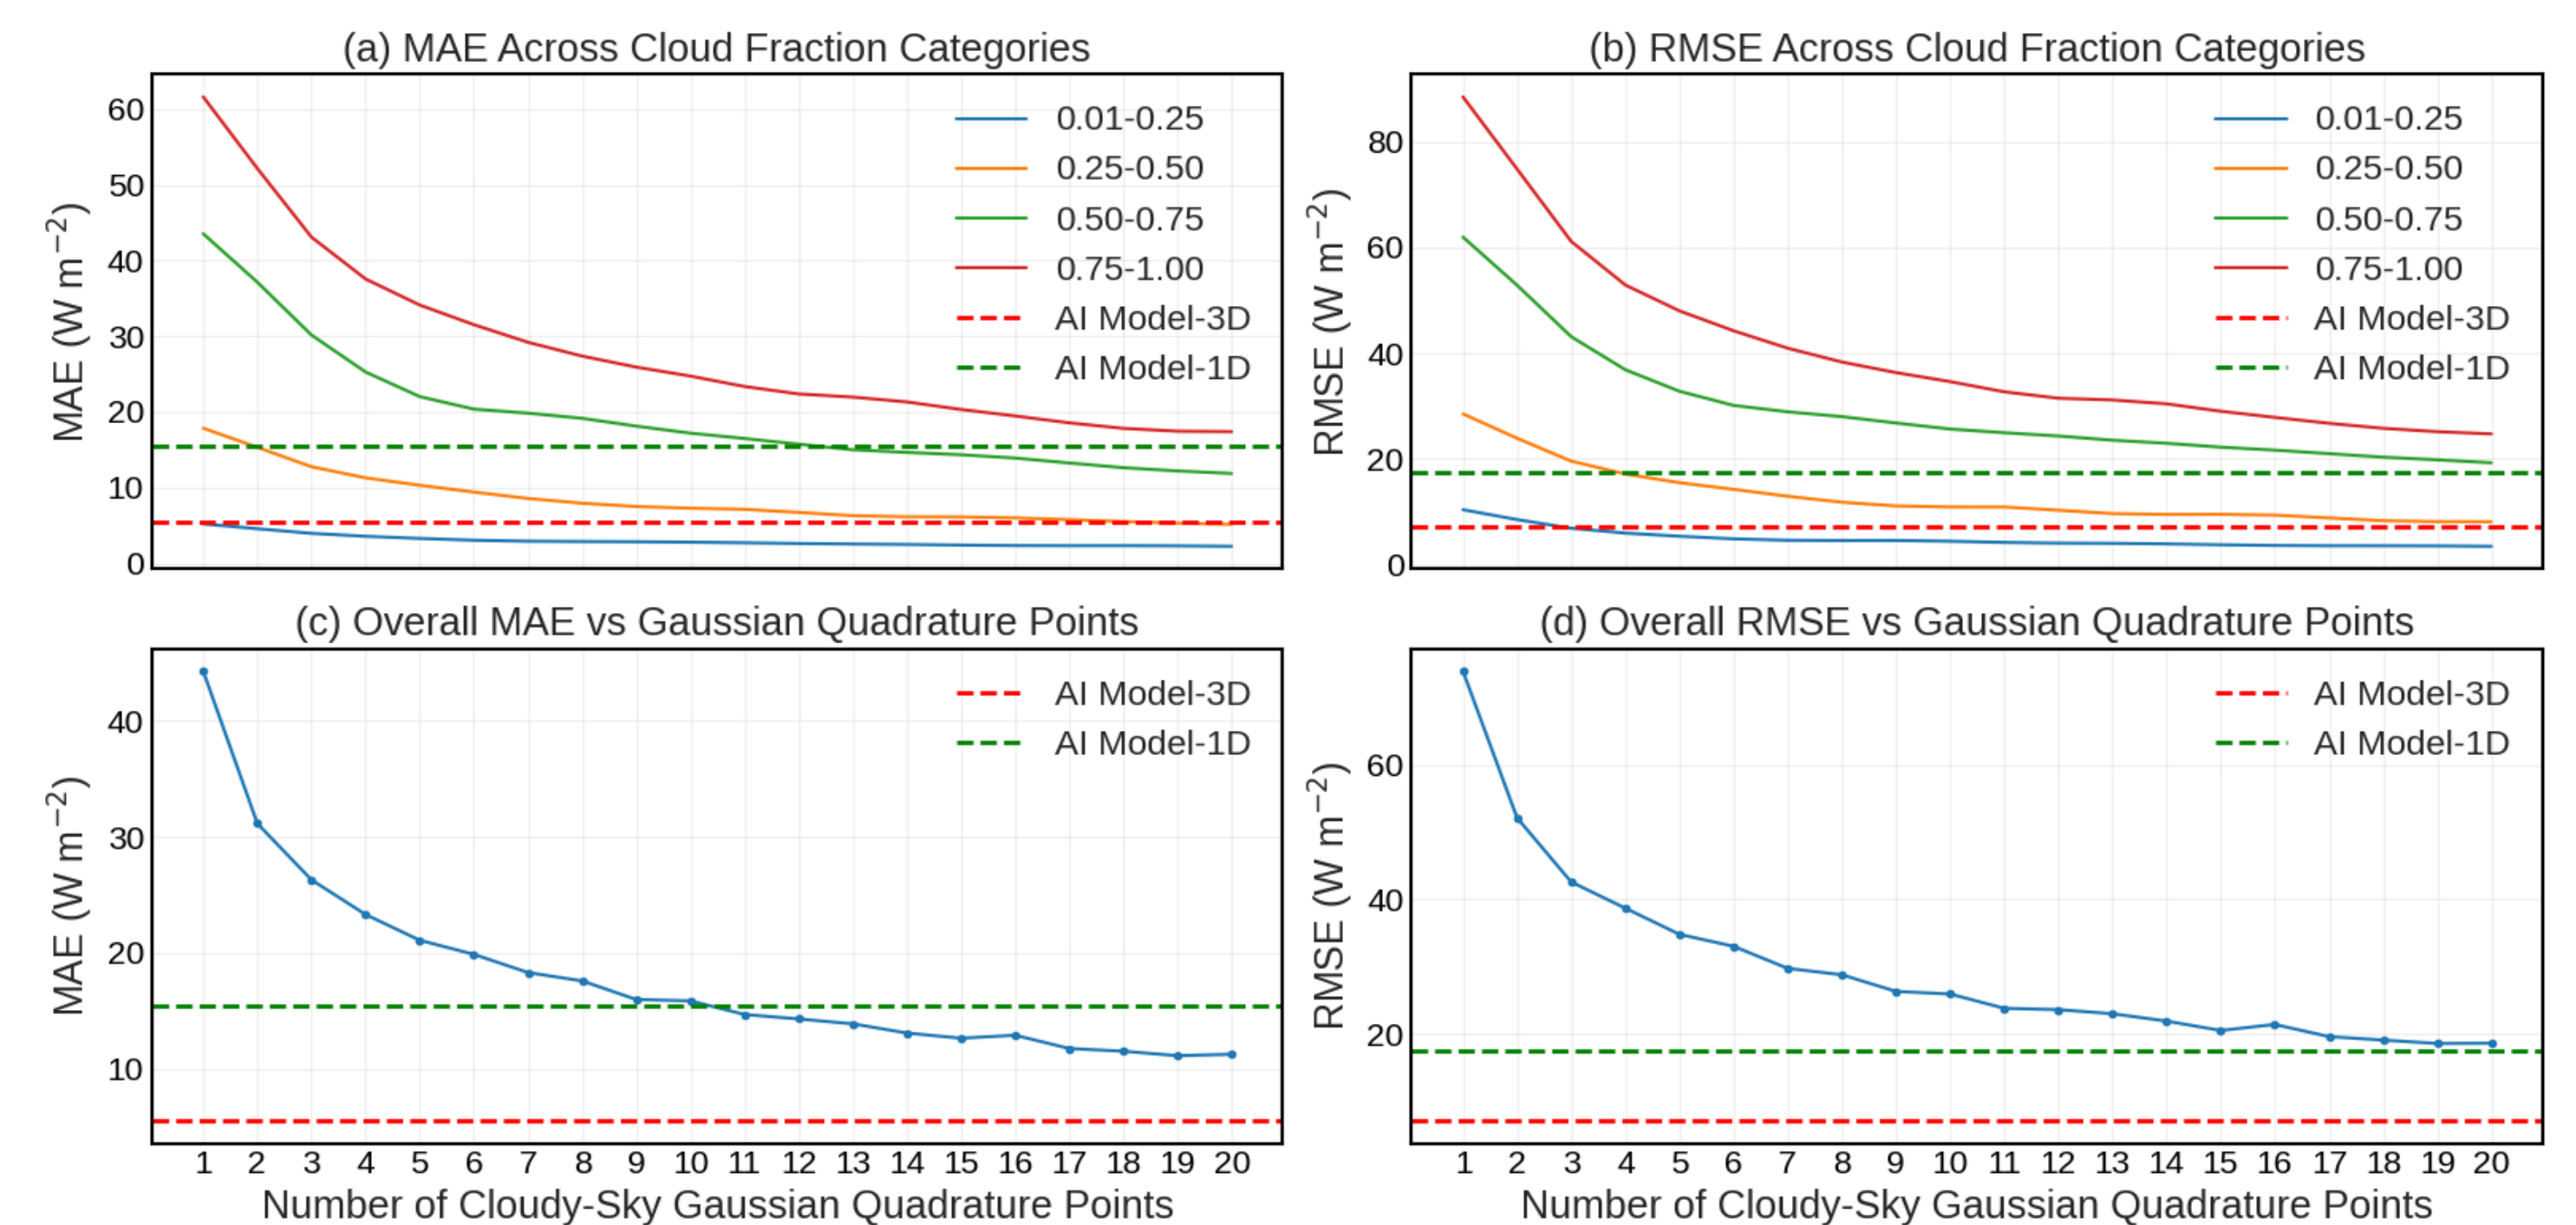 (a) MAE Across Cloud Fraction Categories
MAE (W m⁻²)
60
50
40
30
20
10
0
0.01-0.25
0.25-0.50
0.50-0.75
0.75-1.00
AI Model-3D
AI Model-1D
(b) RMSE Across Cloud Fraction Categories
RMSE (W m⁻²)
80
60
40
20
0
0.01-0.25
0.25-0.50
0.50-0.75
0.75-1.00
AI Model-3D
AI Model-1D
(c) Overall MAE vs Gaussian Quadrature Points
MAE (W m⁻²)
40
30
20
10
AI Model-3D
AI Model-1D
1 2 3 4 5 6 7 8 9 10 11 12 13 14 15 16 17 18 19 20
Number of Cloudy-Sky Gaussian Quadrature Points
(d) Overall RMSE vs Gaussian Quadrature Points
RMSE (W m⁻²)
60
40
20
AI Model-3D
AI Model-1D
1 2 3 4 5 6 7 8 9 10 11 12 13 14 15 16 17 18 19 20
Number of Cloudy-Sky Gaussian Quadrature Points